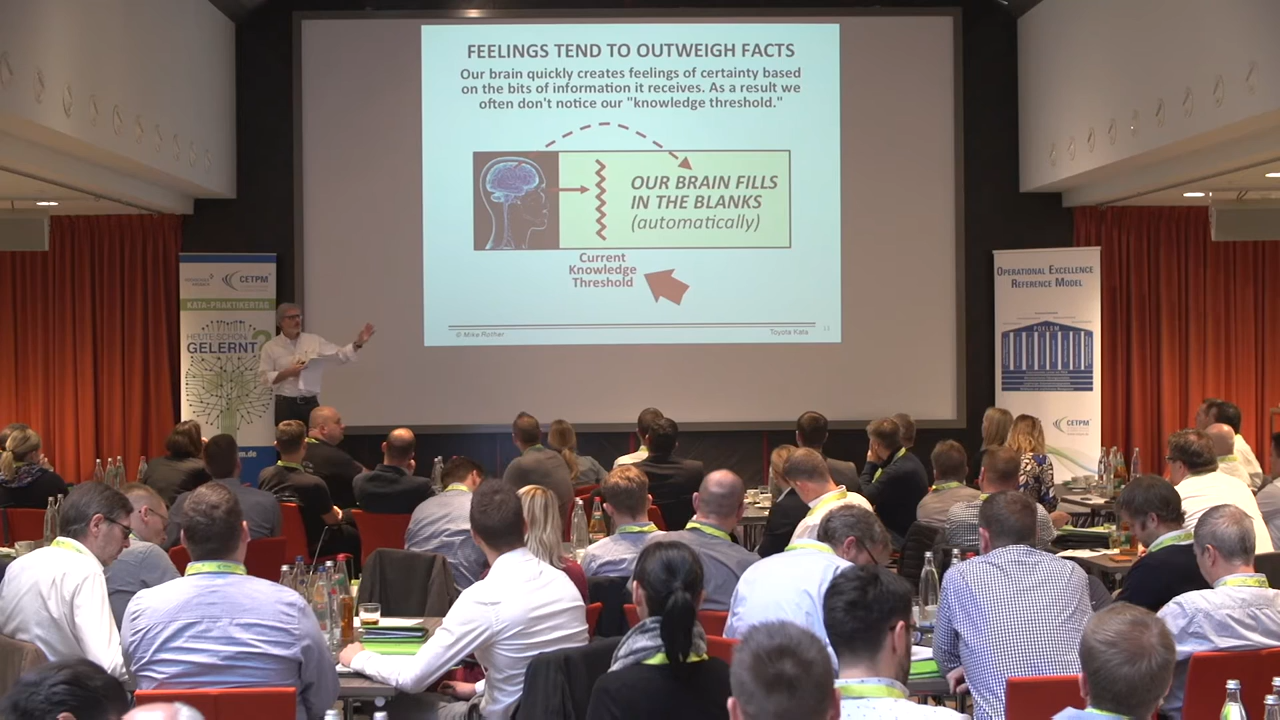 FEELINGS TEND TO OUTWEIGH FACTS
Our brain quickly creates feelings of certainty based
on the bits of information it receives. As a result we
often don't notice our "knowledge threshold."
OUR BRAIN FILLS
IN THE BLANKS
(automatically)
Current
Knowledge
Threshold
© Mike Rother
Toyota Kata
CETPM
KATA-PRAKTIKERTAG
HEUTE SCHON
GELERNT?
OPERATIONAL EXCELLENCE
REFERENCE MODEL
CETPM